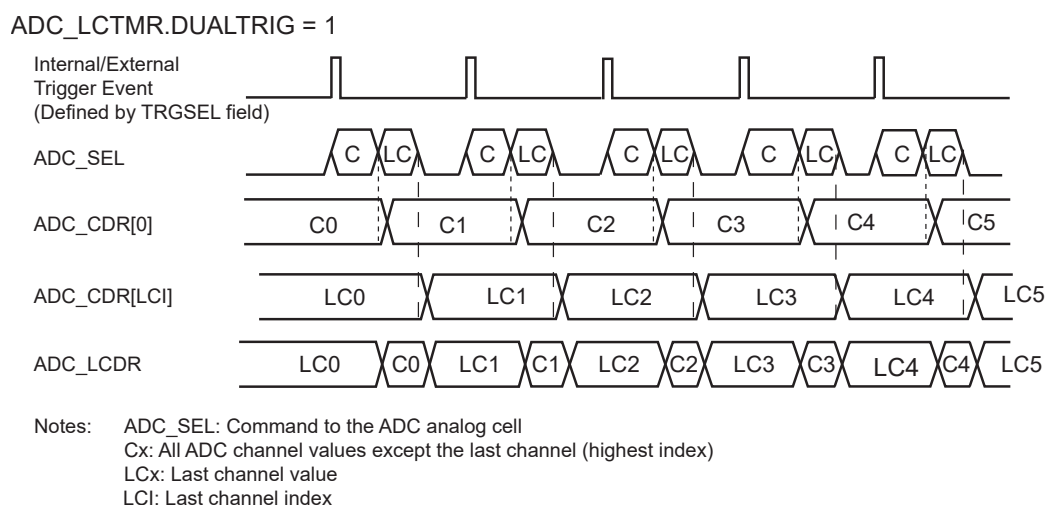 ADC_LCTMR.DUALTRIG = 1
Internal/External
Trigger Event
(Defined by TRGSEL field)
ADC_SEL C LC C LC C LC C LC C LC
ADC_CDR[0] C0 C1 C2 C3 C4 C5
ADC_CDR[LCI] LC0 LC1 LC2 LC3 LC4 LC5
ADC_LCDR LC0 C0 LC1 C1 LC2 C2 LC3 C3 LC4 C4 LC5
Notes: ADC_SEL: Command to the ADC analog cell
Cx: All ADC channel values except the last channel (highest index)
LCx: Last channel value
LCI: Last channel index